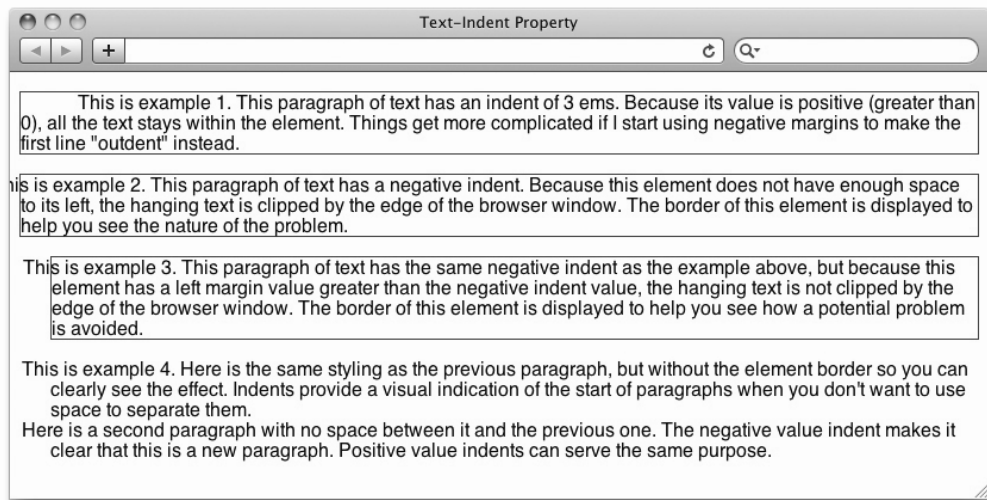 Text-Indent Property
This is example 1. This paragraph of text has an indent of 3 ems. Because its value is positive (greater than
0), all the text stays within the element. Things get more complicated if I start using negative margins to make the
first line "outdent" instead.
is is example 2. This paragraph of text has a negative indent. Because this element does not have enough space
to its left, the hanging text is clipped by the edge of the browser window. The border of this element is displayed to
help you see the nature of the problem.
This is example 3. This paragraph of text has the same negative indent as the example above, but because this
element has a left margin value greater than the negative indent value, the hanging text is not clipped by the
edge of the browser window. The border of this element is displayed to help you see how a potential problem
is avoided.
This is example 4. Here is the same styling as the previous paragraph, but without the element border so you can
clearly see the effect. Indents provide a visual indication of the start of paragraphs when you don't want to use
space to separate them.
Here is a second paragraph with no space between it and the previous one. The negative value indent makes it
clear that this is a new paragraph. Positive value indents can serve the same purpose.